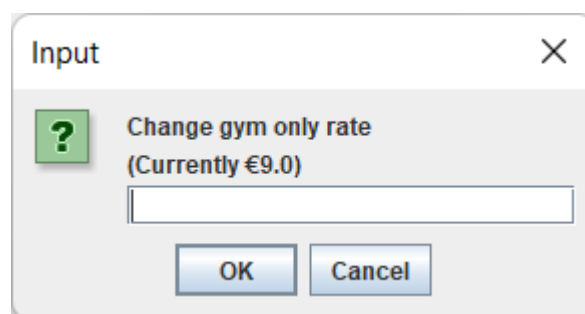 Input
?
Change gym only rate
(Currently €9.0)
OK
Cancel